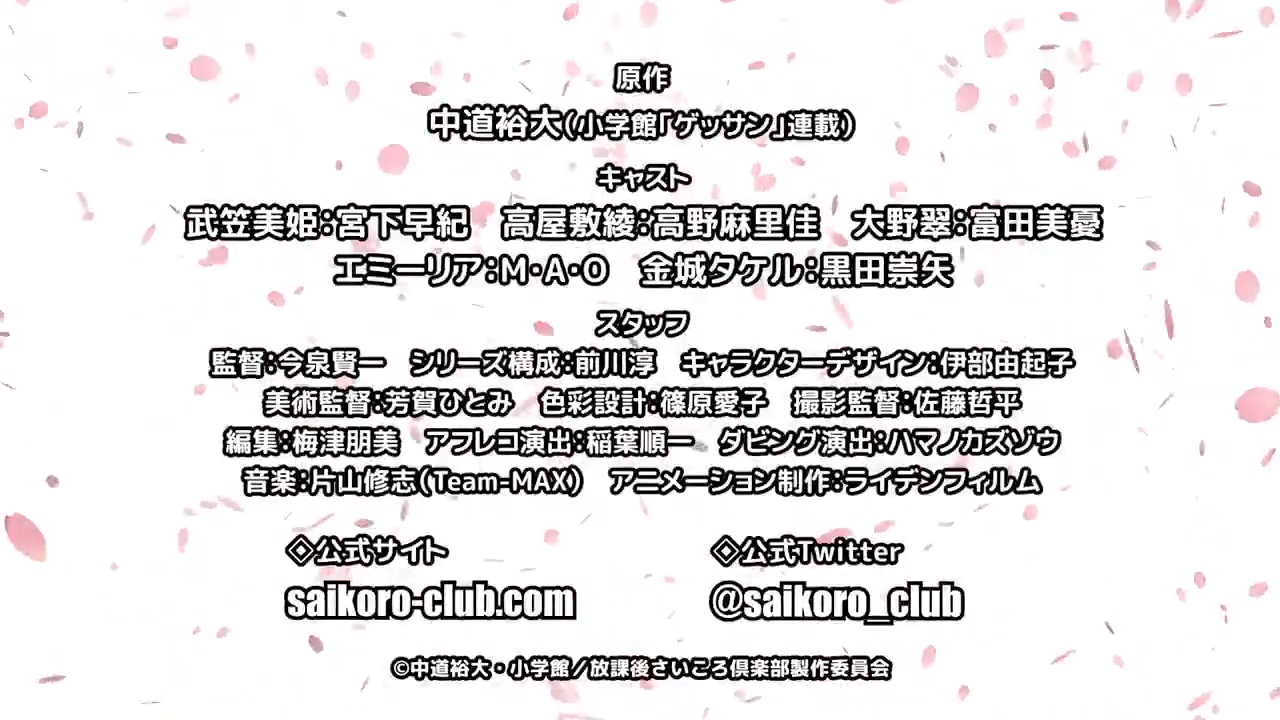 原作
中道裕大(小学館「ゲッサン」連載)
キャスト
武笠美姫:宮下早紀　高屋敷綾:高野麻里佳　大野翠:富田美憂
エミーリア:M・A・O　金城タケル:黒田崇矢
スタッフ
監督:今泉賢一　シリーズ構成:前川淳　キャラクターデザイン:伊部由起子
美術監督:芳賀ひとみ　色彩設計:篠原愛子　撮影監督:佐藤哲平
編集:梅津朋美　アフレコ演出:稲葉順一　ダビング演出:ハマノカズゾウ
音楽:片山修志(Team-MAX)　アニメーション制作:ライデンフィルム
◇公式サイト　◇公式Twitter
saikoro-club.com　@saikoro_club
©中道裕大・小学館/放課後さいころ倶楽部製作委員会